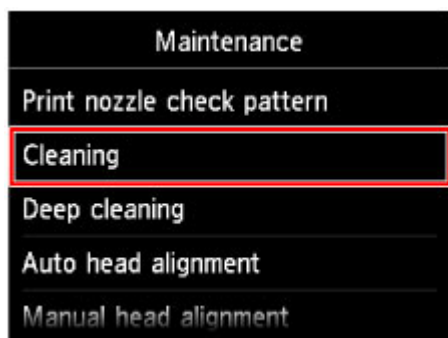 Maintenance
Print nozzle check pattern
Cleaning
Deep cleaning
Auto head alignment
Manual head alignment